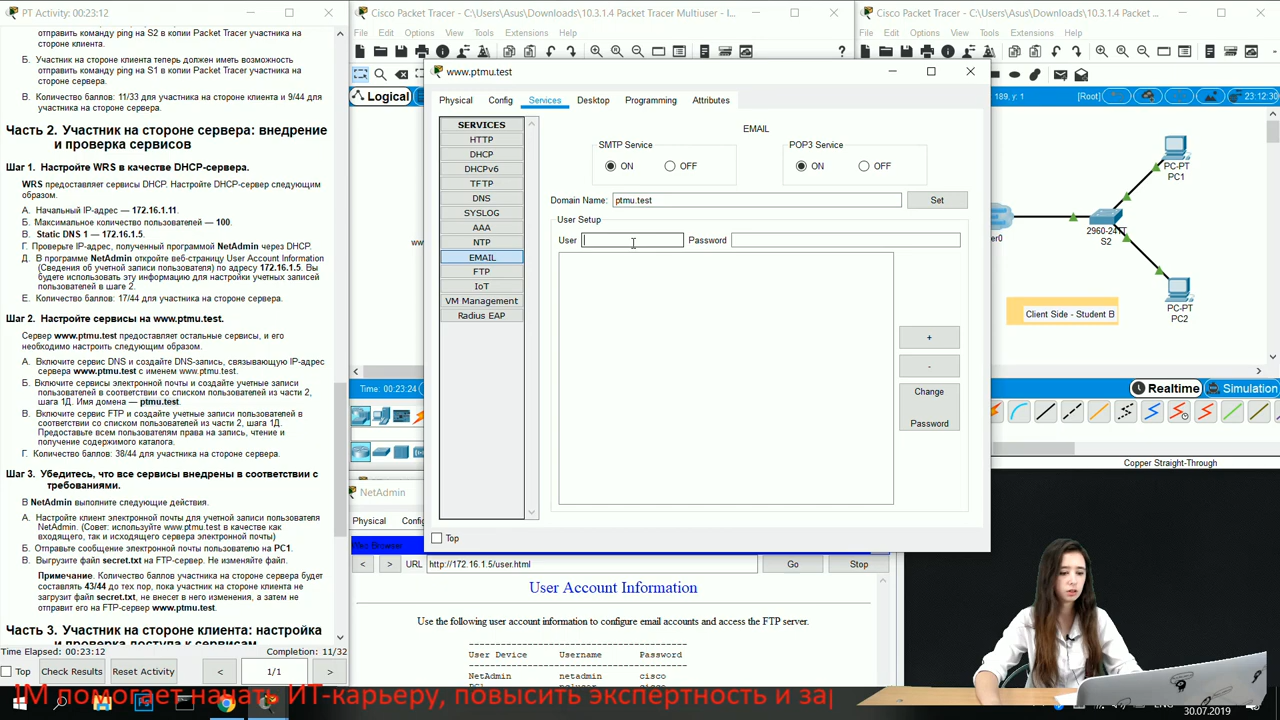 PT Activity: 00:23:12
отправить команду ping на S2 в копии Packet Tracer участника на
стороне клиента.
Б. Участник на стороне клиента теперь должен иметь возможность
отправить команду ping на S1 в копии Packet Tracer участника на
стороне сервера.
В. Количество баллов: 11/33 для участника на стороне клиента и 9/44 для
участника на стороне сервера.
Часть 2. Участник на стороне сервера: внедрение
и проверка сервисов
Шаг 1. Настройте WRS в качестве DHCP-сервера.
WRS предоставляет сервисы DHCP. Настройте DHCP-сервер следующим
образом.
А. Начальный IP-адрес — 172.16.1.11.
Б. Максимальное количество пользователей – 100.
В. Static DNS 1 — 172.16.1.5.
Г. Проверьте IP-адрес, полученный программой NetAdmin через DHCP.
Д. В программе NetAdmin откройте веб-страницу User Account Information
(Сведения об учетной записи пользователя) по адресу 172.16.1.5. Вы
будете использовать эту информацию для настройки учетных записей
пользователей в шаге 2.
Е. Количество баллов: 17/44 для участника на стороне сервера.
Шаг 2. Настройте сервисы на www.ptmu.test.
Сервер www.ptmu.test предоставляет остальные сервисы, и его
необходимо настроить следующим образом.
А. Включите сервис DNS и создайте DNS-запись, связывающую IP-адрес
сервера www.ptmu.test с именем www.ptmu.test.
Б. Включите сервисы электронной почты и создайте учетные записи
пользователей в соответствии со списком пользователей из части 2,
шага 1Д. Имя домена — ptmu.test.
В. Включите сервис FTP и создайте учетные записи пользователей в
соответствии со списком пользователей из части 2, шага 1Д.
Предоставьте всем пользователям права на запись, чтение и
получение содержимого каталога.
Г. Количество баллов: 38/44 для участника на стороне сервера.
Шаг 3. Убедитесь, что все сервисы внедрены в соответствии с
требованиями.
В NetAdmin выполните следующие действия.
А. Настройте клиент электронной почты для учетной записи пользователя
NetAdmin. (Совет: используйте www.ptmu.test в качестве как
входящего, так и исходящего сервера электронной почты)
Б. Отправьте сообщение электронной почты пользователю на PC1.
В. Выгрузите файл secret.txt на FTP-сервер. Не изменяйте файл.
Примечание. Количество баллов участника на стороне сервера будет
составлять 43/44 до тех пор, пока участник на стороне клиента не
загрузит файл secret.txt, не внесет в него изменения, а затем не
отправит его на FTP-сервер www.ptmu.test.
Часть 3. Участник на стороне клиента: настройка
и проверка доступа к сервисам
Time Elapsed: 00:23:12 Completion: 11/32
Top Check Results Reset Activity < 1/1 >
Cisco Packet Tracer - C:\Users\Asus\Downloads\10.3.1.4 Packet Tracer Multiuser - I...
File Edit Options View Tools Extensions Help
Logical
Time: 00:23:24
Cisco Packet Tracer - C:\Users\Asus\Downloads\10.3.1.4 Packet ...
File Edit Options View Tools Extensions Help
189, y: 1 [Root] 23:12:30
PC-PT
PC1
2960-24TT
S2
PC-PT
PC2
Client Side - Student B
Realtime Simulation
Copper Straight-Through
www.ptmu.test
Physical Config Services Desktop Programming Attributes
SERVICES
HTTP
DHCP
DHCPv6
TFTP
DNS
SYSLOG
AAA
NTP
EMAIL
FTP
IoT
VM Management
Radius EAP
EMAIL
SMTP Service POP3 Service
ON OFF ON OFF
Domain Name: ptmu.test Set
User Setup
User Password
+
-
Change
Password
Top
NetAdmin
Physical Config
Web Browser
< > URL http://172.16.1.5/user.html Go Stop
User Account Information
Use the following user account information to configure email accounts and access the FTP server.
User Device Username Password
NetAdmin netadmin cisco
IM помогает начать ИТ-карьеру, повысить экспертность и
30.07.2019